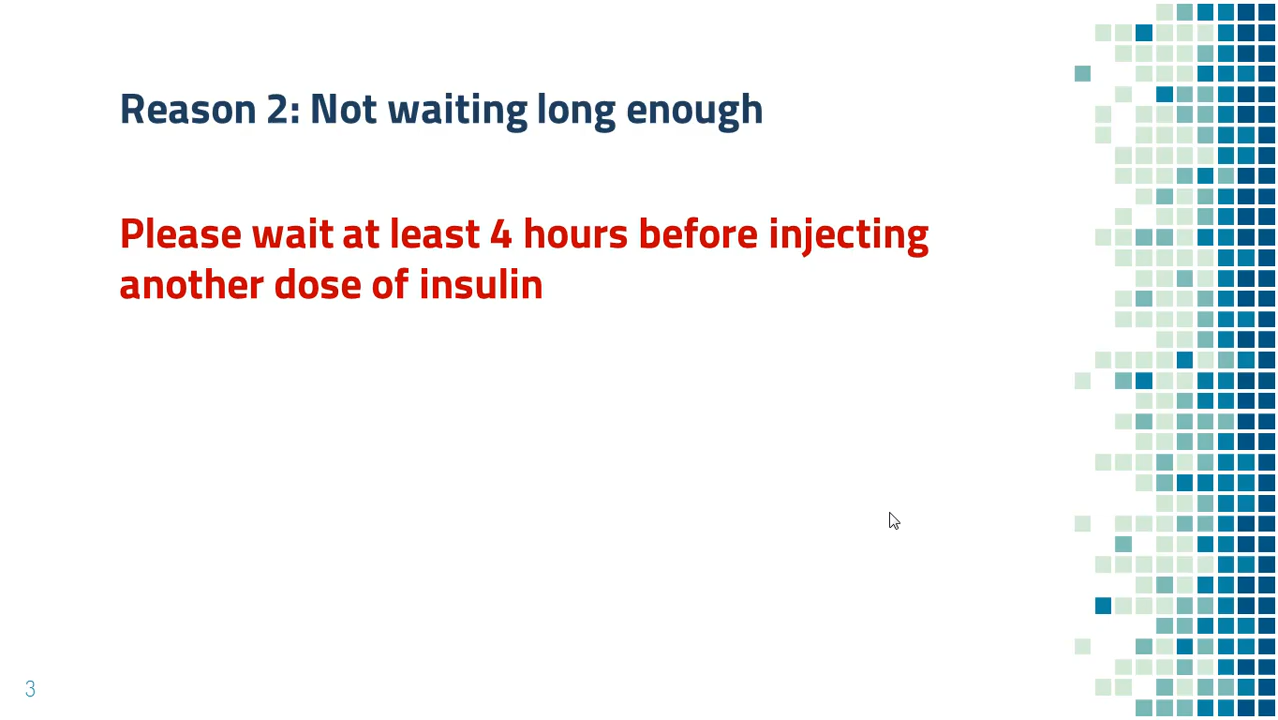 Reason 2: Not waiting long enough
Please wait at least 4 hours before injecting
another dose of insulin
3